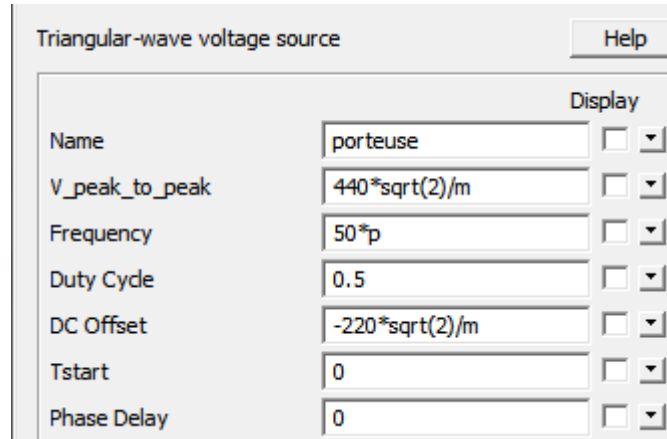 Triangular-wave voltage source Help
Display
Name porteuse
V_peak_to_peak 440*sqrt(2)/m
Frequency 50*p
Duty Cycle 0.5
DC Offset -220*sqrt(2)/m
Tstart 0
Phase Delay 0